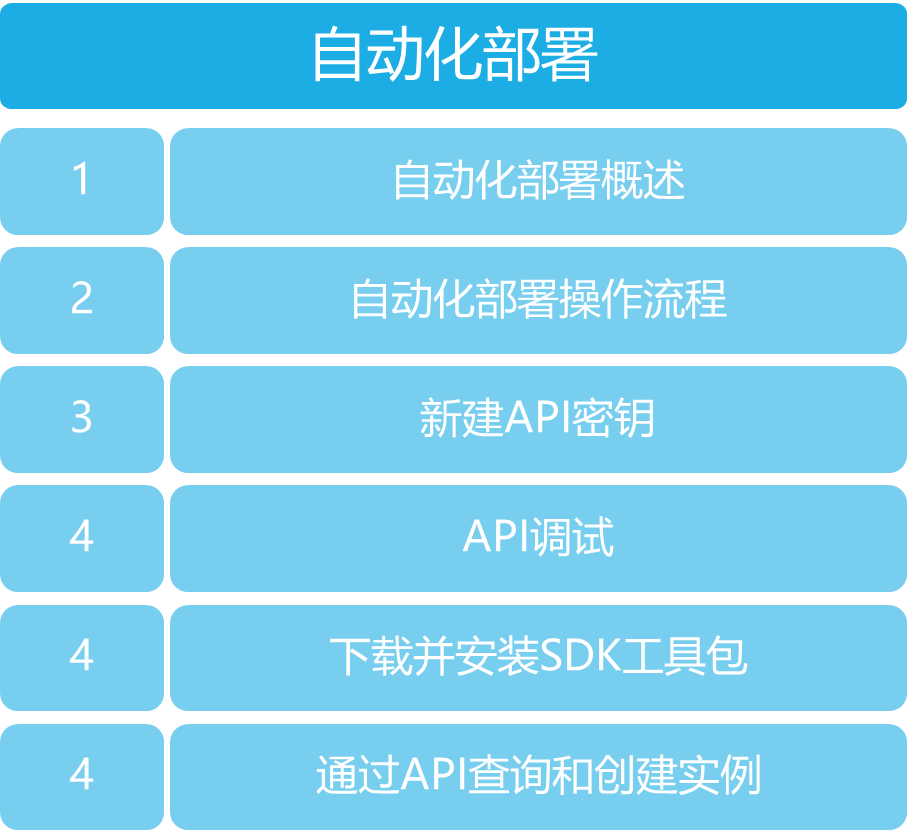 自动化部署
1 自动化部署概述
2 自动化部署操作流程
3 新建API密钥
4 API调试
4 下载并安装SDK工具包
4 通过API查询和创建实例